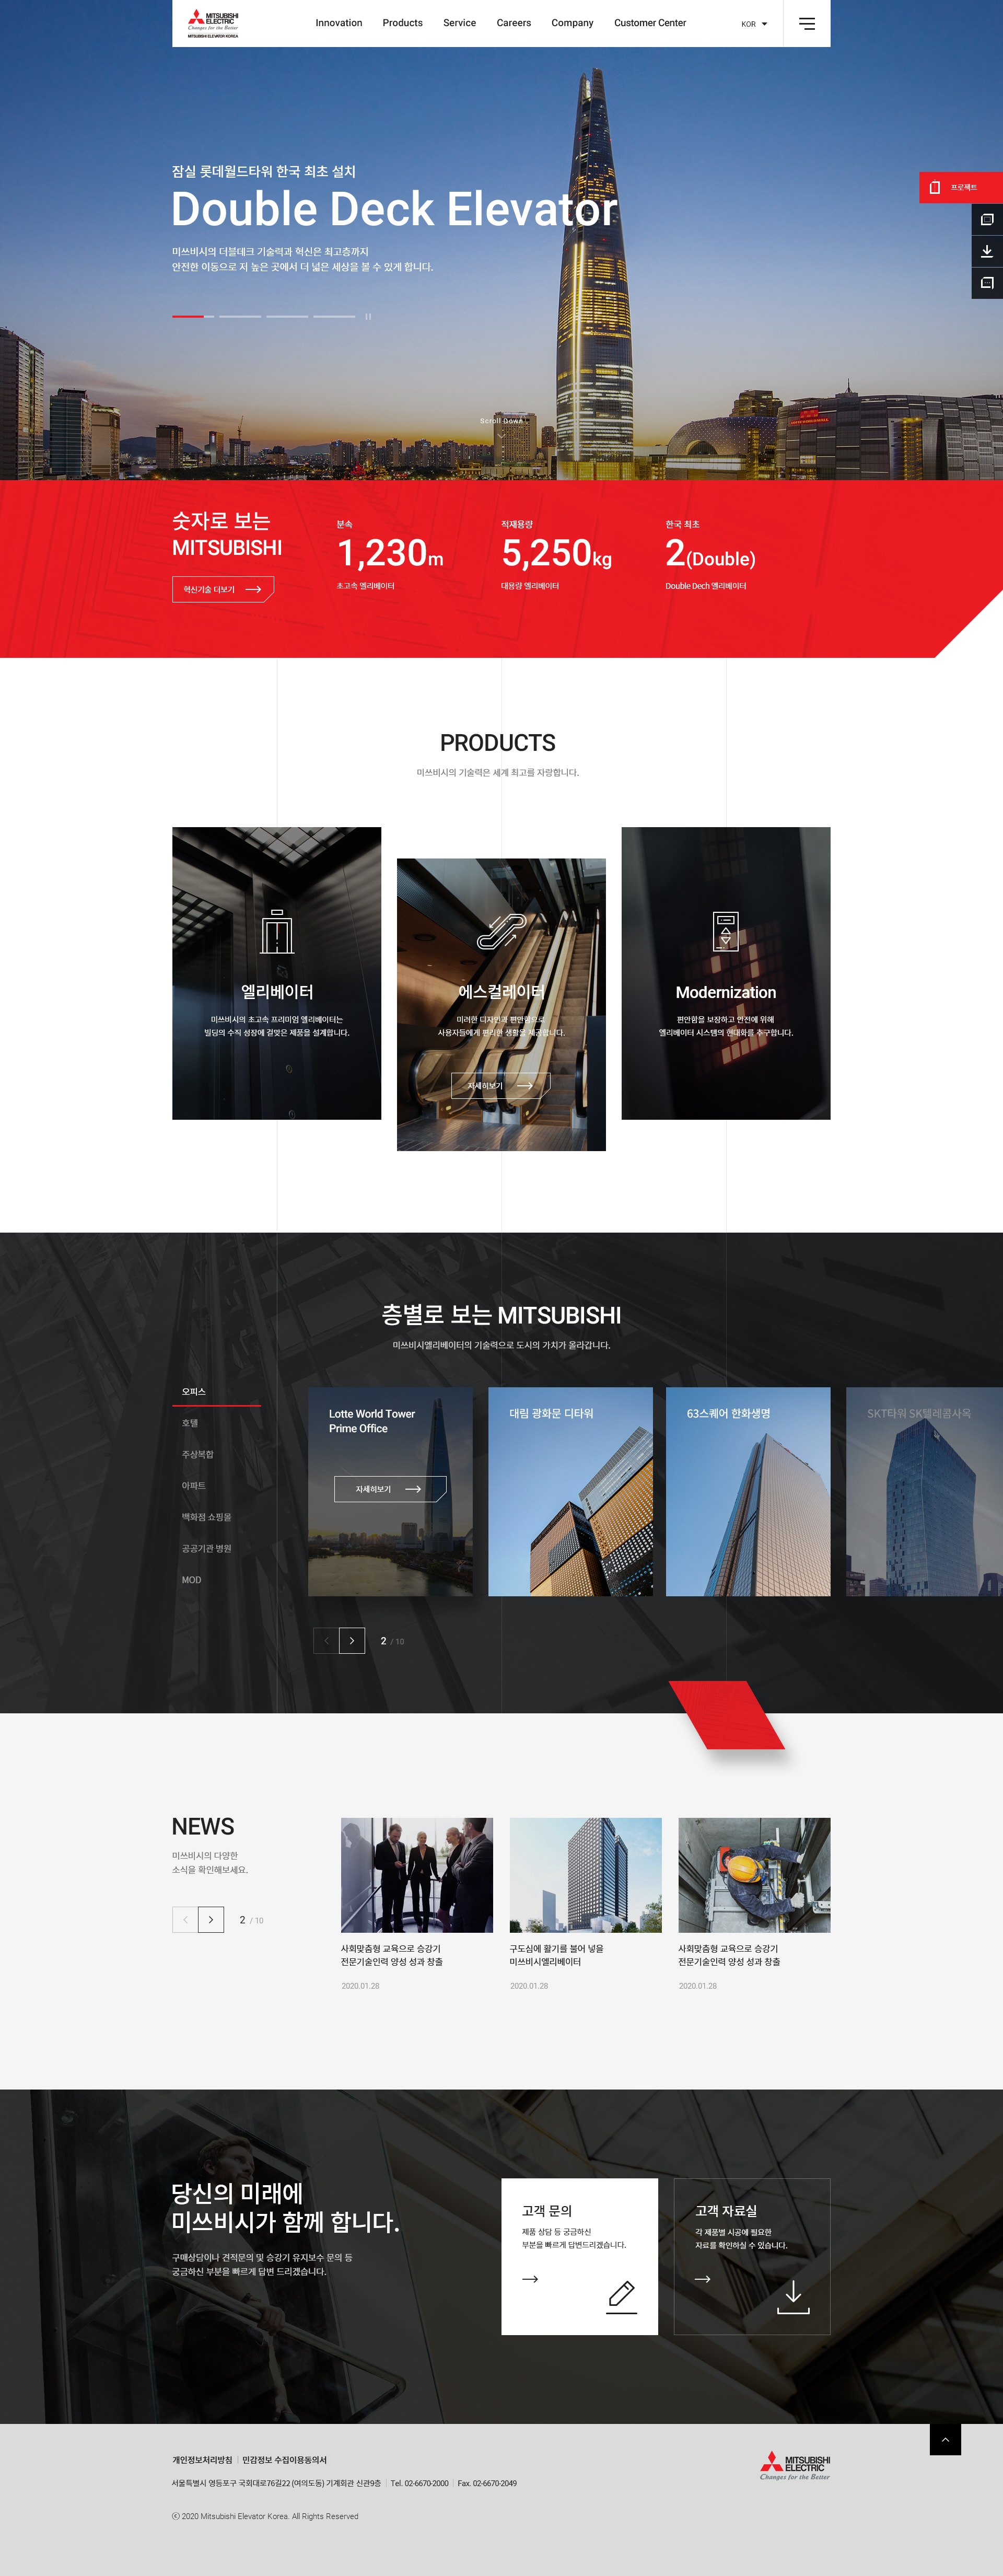 MITSUBISHI
ELECTRIC
Changes for the Better
MITSUBISHI ELEVATOR KOREA
Innovation
Products
Service
Careers
Company
Customer Center
KOR
잠실 롯데월드타워 한국 최초 설치
Double Deck Elevator
미쓰비시의 더블데크 기술력과 혁신은 최고층까지
안전한 이동으로 저 높은 곳에서 더 넓은 세상을 볼 수 있게 합니다.
프로젝트
Scroll Down
숫자로 보는
MITSUBISHI
혁신기술 더보기
분속
1,230m
초고속 엘리베이터
적재용량
5,250kg
대용량 엘리베이터
한국 최초
2(Double)
Double Dech 엘리베이터
PRODUCTS
미쓰비시의 기술력은 세계 최고를 자랑합니다.
엘리베이터
미쓰비시의 초고속 프리미엄 엘리베이터는
빌딩의 수직 성장에 걸맞은 제품을 설계합니다.
에스컬레이터
미려한 디자인과 편안함으로
사용자들에게 편리한 생활을 제공합니다.
자세히보기
Modernization
편안함을 보장하고 안전에 위해
엘리베이터 시스템의 현대화를 추구합니다.
층별로 보는 MITSUBISHI
미쓰비시엘리베이터의 기술력으로 도시의 가치가 올라갑니다.
오피스
호텔
주상복합
아파트
백화점 쇼핑몰
공공기관 병원
MOD
Lotte World Tower
Prime Office
자세히보기
대림 광화문 디타워
63스퀘어 한화생명
SKT타워 SK텔레콤사옥
2 / 10
NEWS
미쓰비시의 다양한
소식을 확인해보세요.
2 / 10
사회맞춤형 교육으로 승강기
전문기술인력 양성 성과 창출
2020.01.28
구도심에 활기를 불어 넣을
미쓰비시엘리베이터
2020.01.28
사회맞춤형 교육으로 승강기
전문기술인력 양성 성과 창출
2020.01.28
당신의 미래에
미쓰비시가 함께 합니다.
구매상담이나 견적문의 및 승강기 유지보수 문의 등
궁금하신 부분을 빠르게 답변 드리겠습니다.
고객 문의
제품 상담 등 궁금하신
부분을 빠르게 답변드리겠습니다.
고객 자료실
각 제품별 시공에 필요한
자료를 확인하실 수 있습니다.
개인정보처리방침 | 민감정보 수집이용동의서
서울특별시 영등포구 국회대로76길22 (여의도동) 기계회관 신관9층 | Tel. 02-6670-2000 | Fax. 02-6670-2049
ⓒ 2020 Mitsubishi Elevator Korea. All Rights Reserved
MITSUBISHI
ELECTRIC
Changes for the Better